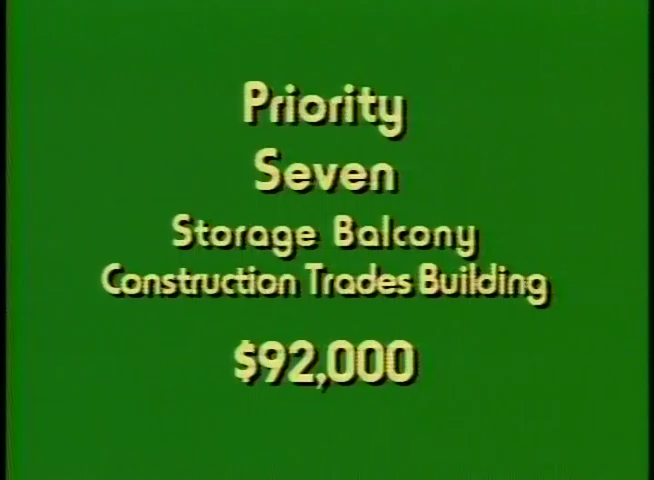 Priority
Seven
Storage Balcony
Construction Trades Building
$92,000